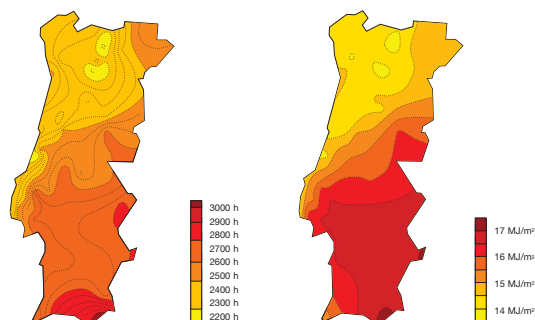 3000 h
2900 h
2800 h
2700 h
2600 h
2500 h
2400 h
2300 h
2200 h
17 MJ/m²
16 MJ/m²
15 MJ/m²
14 MJ/m²